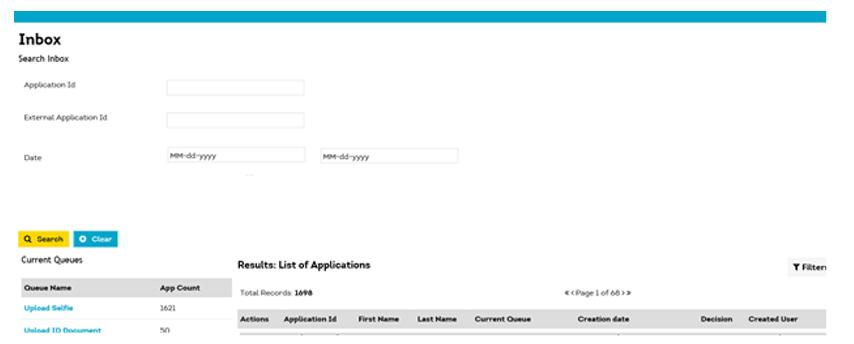 Inbox
Search Inbox
Application Id
External Application Id
Date MM-dd-yyyy MM-dd-yyyy
Search Clear
Current Queues
Results: List of Applications
Filters
Queue Name App Count
Total Records: 1698
« ‹ Page 1 of 68 › »
Upload Selfie 1621
Actions Application Id First Name Last Name Current Queue Creation date Decision Created User
Upload ID Document 50